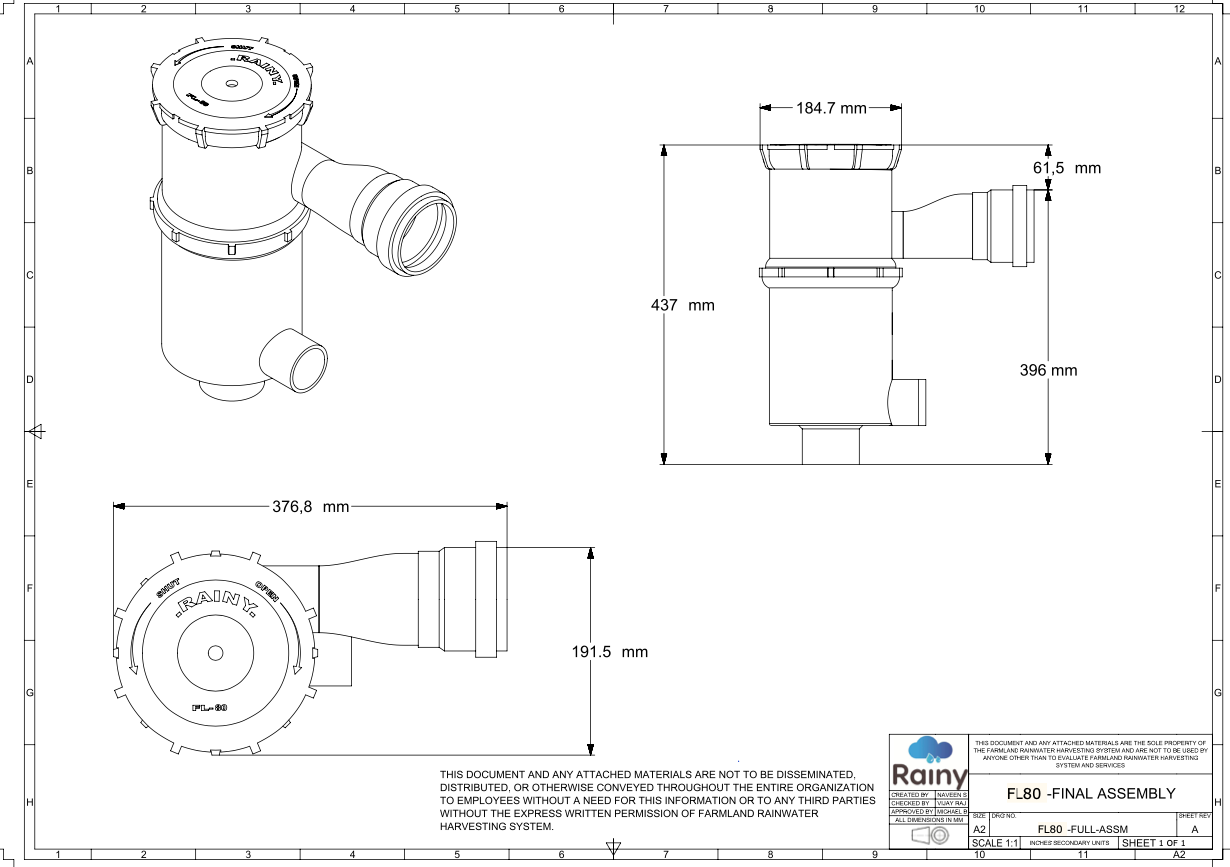 1 2 3 4 5 6 7 8 9 10 11 12
A A
B B
C C
D D
E E
F F
G G
H H
SHUT
.RAINY.
OPEN
FL-80
184.7 mm
61,5 mm
437 mm
396 mm
376,8 mm
191.5 mm
SHUT
OPEN
.RAINY.
FL-80
THIS DOCUMENT AND ANY ATTACHED MATERIALS ARE NOT TO BE DISSEMINATED,
DISTRIBUTED, OR OTHERWISE CONVEYED THROUGHOUT THE ENTIRE ORGANIZATION
TO EMPLOYEES WITHOUT A NEED FOR THIS INFORMATION OR TO ANY THIRD PARTIES
WITHOUT THE EXPRESS WRITTEN PERMISSION OF FARMLAND RAINWATER
HARVESTING SYSTEM.
Rainy
CREATED BY NAVEEN S
CHECKED BY VIJAY RAJ
APPROVED BY MICHAEL B
ALL DIMENSIONS IN MM
THIS DOCUMENT AND ANY ATTACHED MATERIALS ARE THE SOLE PROPERTY OF
THE FARMLAND RAINWATER HARVESTING SYSTEM AND ARE NOT TO BE USED BY
ANYONE OTHER THAN TO EVALUATE FARMLAND RAINWATER HARVESTING
SYSTEM AND SERVICES
FL80 -FINAL ASSEMBLY
SIZE DRG NO. SHEET REV
A2 FL80 -FULL-ASSM A
SCALE 1:1 INCHES SECONDARY UNITS SHEET 1 OF 1
1 2 3 4 5 6 7 8 9 10 11 A2